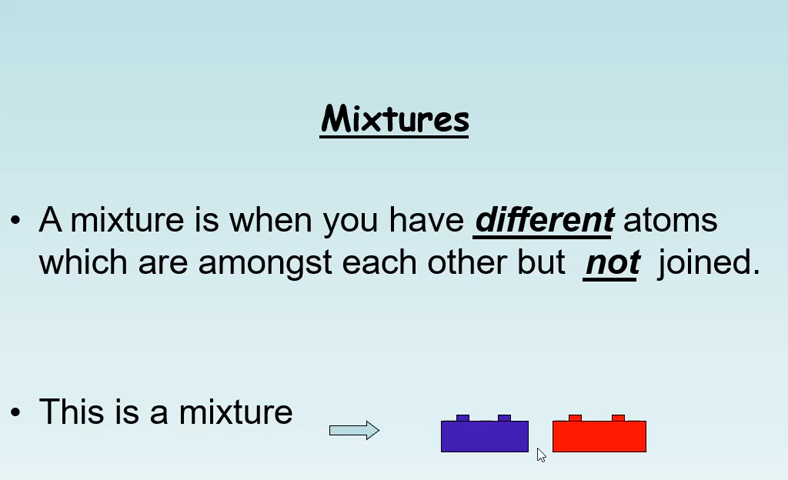 Mixtures
• A mixture is when you have different atoms
which are amongst each other but not joined.
• This is a mixture